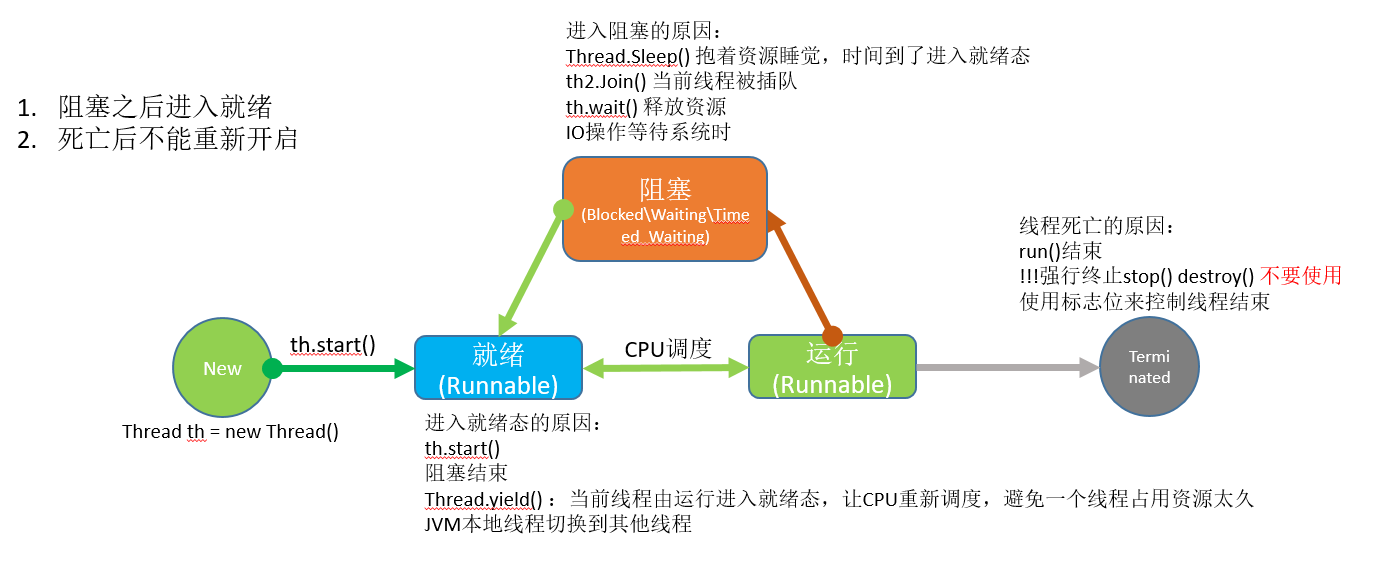 进入阻塞的原因：
Thread.Sleep() 抱着资源睡觉，时间到了进入就绪态
th2.Join() 当前线程被插队
th.wait() 释放资源
IO操作等待系统时
1. 阻塞之后进入就绪
2. 死亡后不能重新开启
阻塞
(Blocked\Waiting\Time
ed_Waiting)
线程死亡的原因：
run()结束
!!!强行终止stop() destroy() 不要使用
使用标志位来控制线程结束
New
th.start()
就绪
(Runnable)
CPU调度
运行
(Runnable)
Termi
nated
Thread th = new Thread()
进入就绪态的原因：
th.start()
阻塞结束
Thread.yield() ：当前线程由运行进入就绪态，让CPU重新调度，避免一个线程占用资源太久
JVM本地线程切换到其他线程